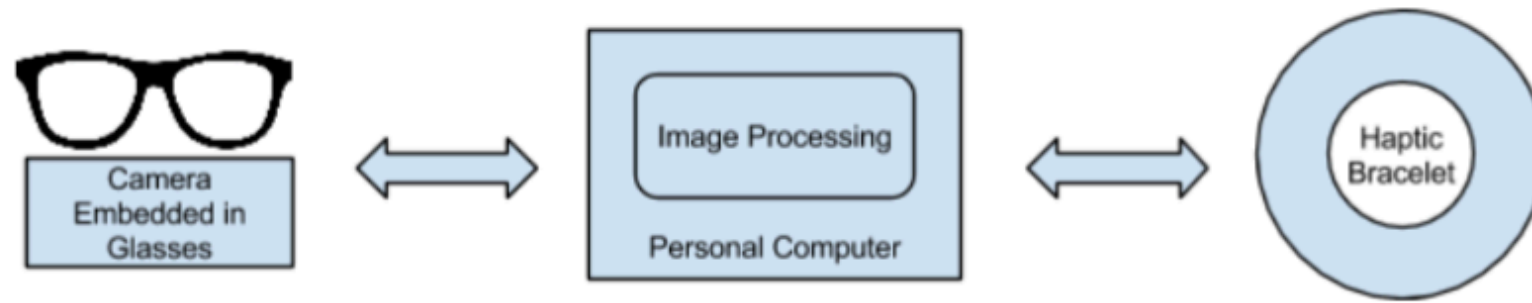 Camera
Embedded in
Glasses
Image Processing
Personal Computer
Haptic
Bracelet